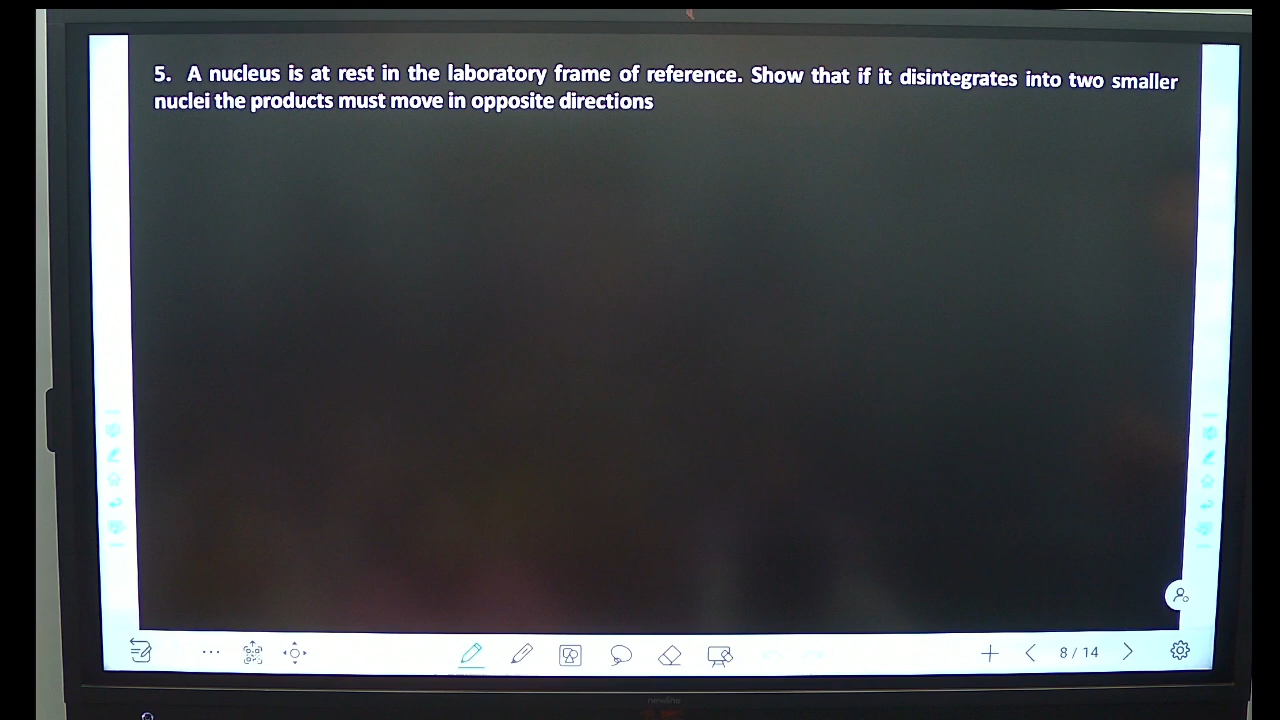 5. A nucleus is at rest in the laboratory frame of reference. Show that if it disintegrates into two smaller
nuclei the products must move in opposite directions
8 / 14
newline